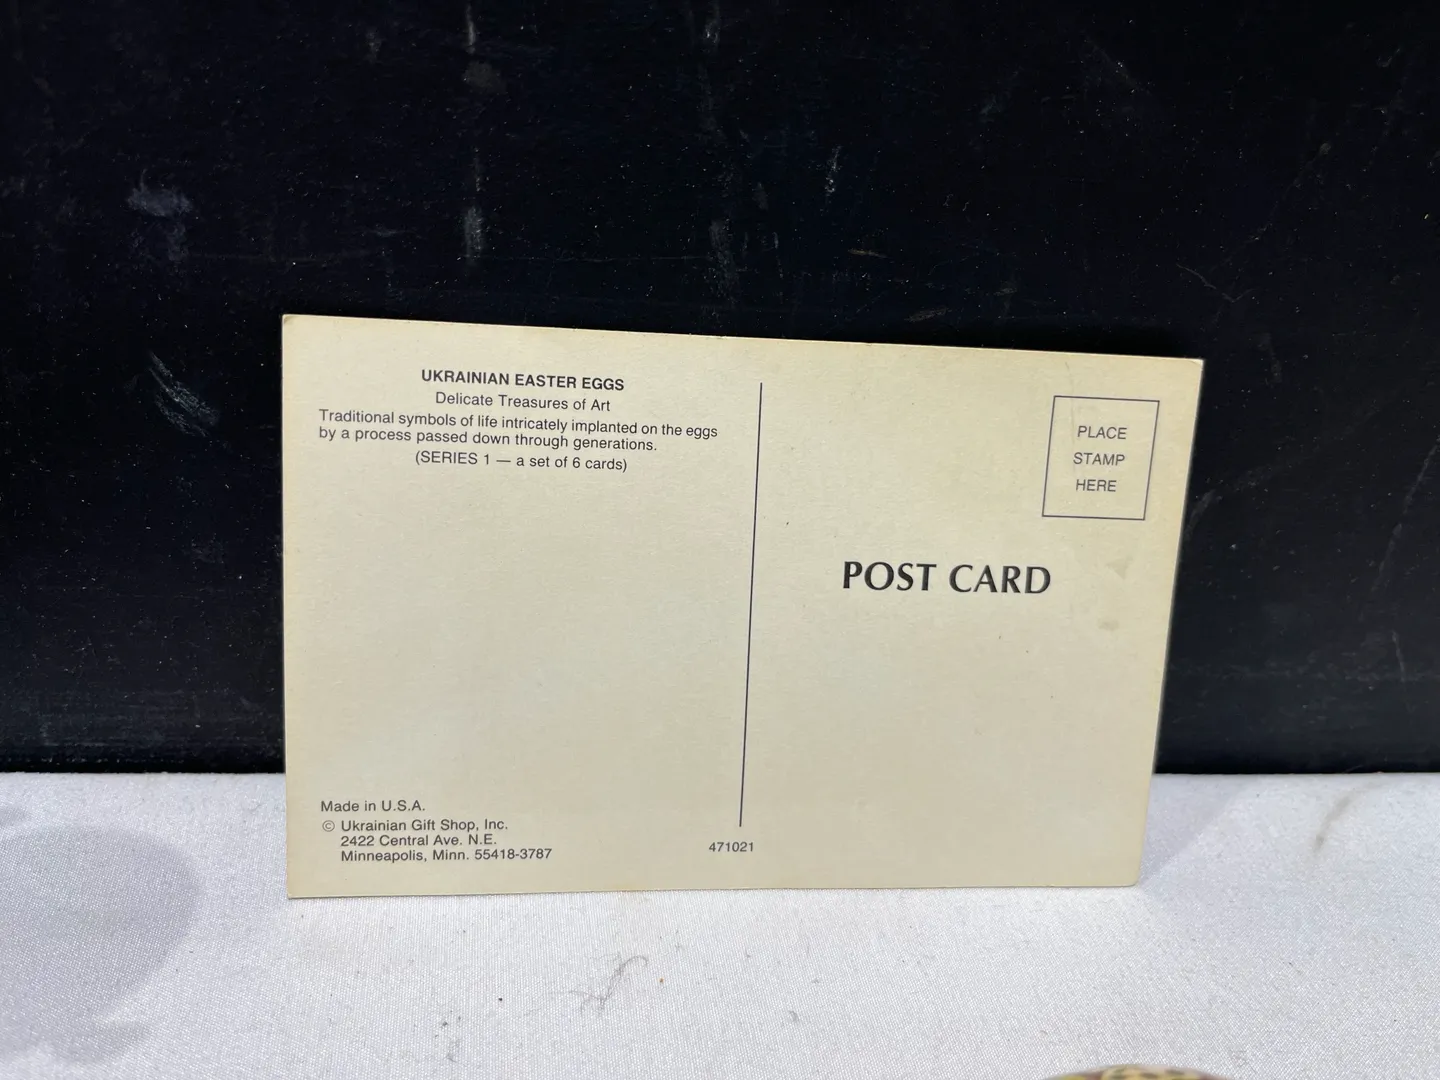 UKRAINIAN EASTER EGGS
Delicate Treasures of Art
Traditional symbols of life intricately implanted on the eggs
by a process passed down through generations.
(SERIES 1 — a set of 6 cards)
Made in U.S.A.
© Ukrainian Gift Shop, Inc.
2422 Central Ave. N.E.
Minneapolis, Minn. 55418-3787
471021
PLACE
STAMP
HERE
POST CARD